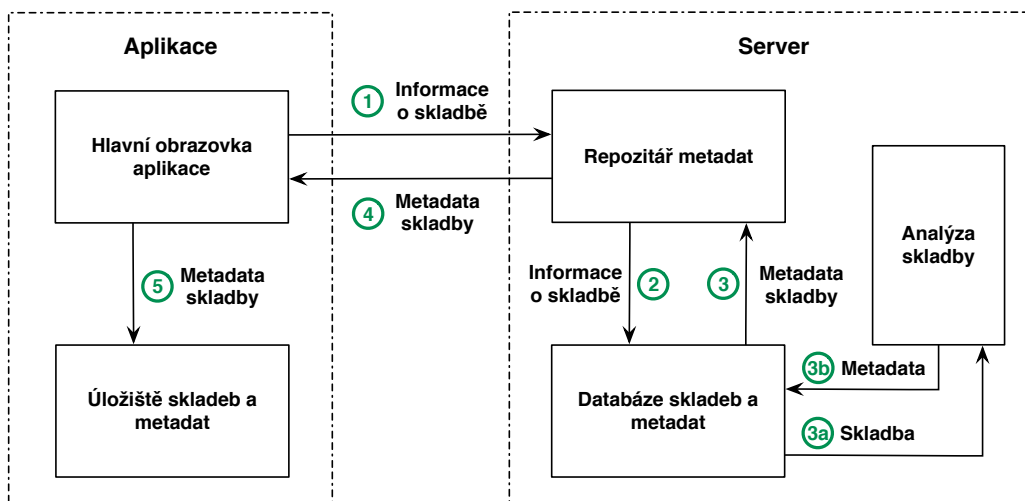 Aplikace
Server
1 Informace
o skladbě
Hlavní obrazovka
aplikace
Repozitář metadat
4 Metadata
skladby
Analýza
skladby
5 Metadata
skladby
Informace
o skladbě
2
3
Metadata
skladby
Úložiště skladeb a
metadat
Databáze skladeb a
metadat
3b Metadata
3a Skladba